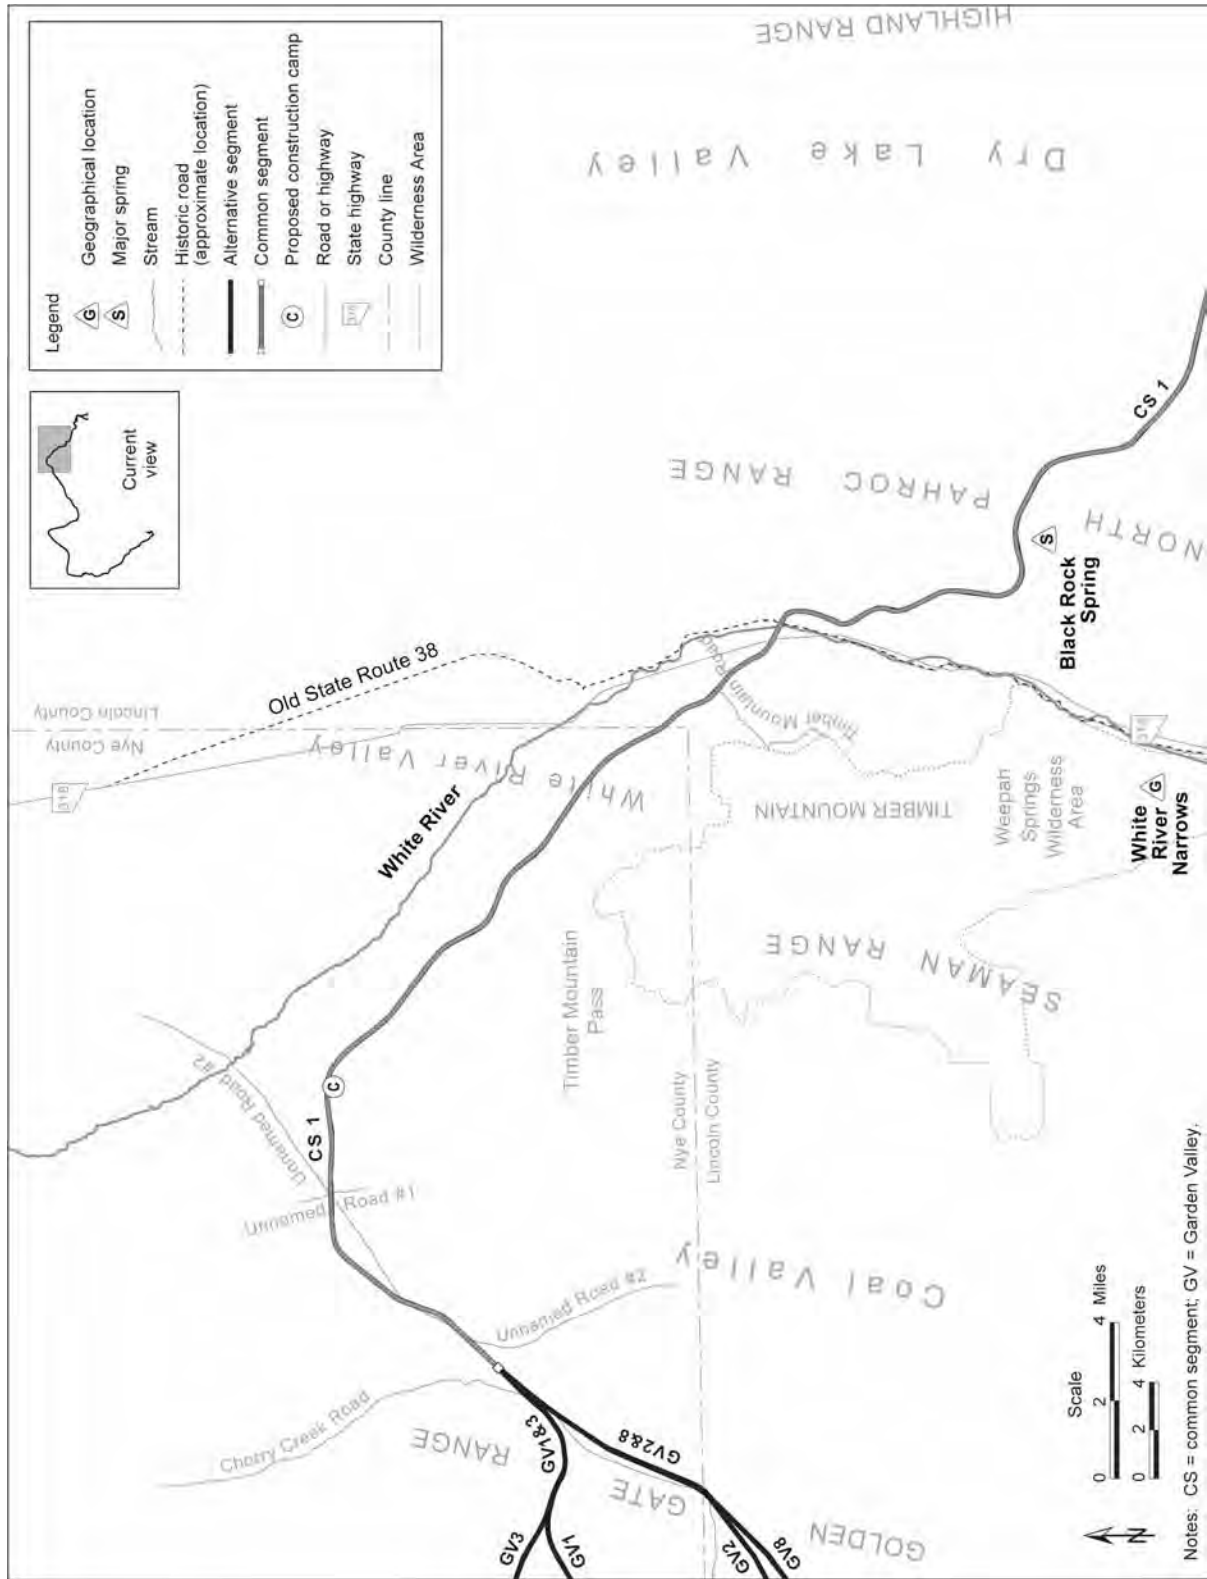 Legend
Geographical location
G
Major spring
S
Stream
Historic road
(approximate location)
Alternative segment
Common segment
Proposed construction camp
C
Road or highway
State highway
318
County line
Wilderness Area
Current
view
HIGHLAND RANGE
Dry Lake Valley
NORTH
PAHROC RANGE
CS 1
S
Black Rock
Spring
Old State Route 38
Lincoln County
Nye County
318
White River Valley
White River
Timber Mountain Road
TIMBER MOUNTAIN
Weepah
Springs
Wilderness
Area
318
White
River
Narrows
G
SEAMAN RANGE
Timber Mountain
Pass
Nye County
Lincoln County
C
CS 1
Unnamed Road #2
Unnamed Road #1
Unnamed Road #2
Coal Valley
Cherry Creek Road
GOLDEN
GATE
RANGE
GV1&3
GV2&8
GV3
GV1
GV2
GV8
Scale
0 2 4 Miles
0 2 4 Kilometers
N
Notes: CS = common segment; GV = Garden Valley.